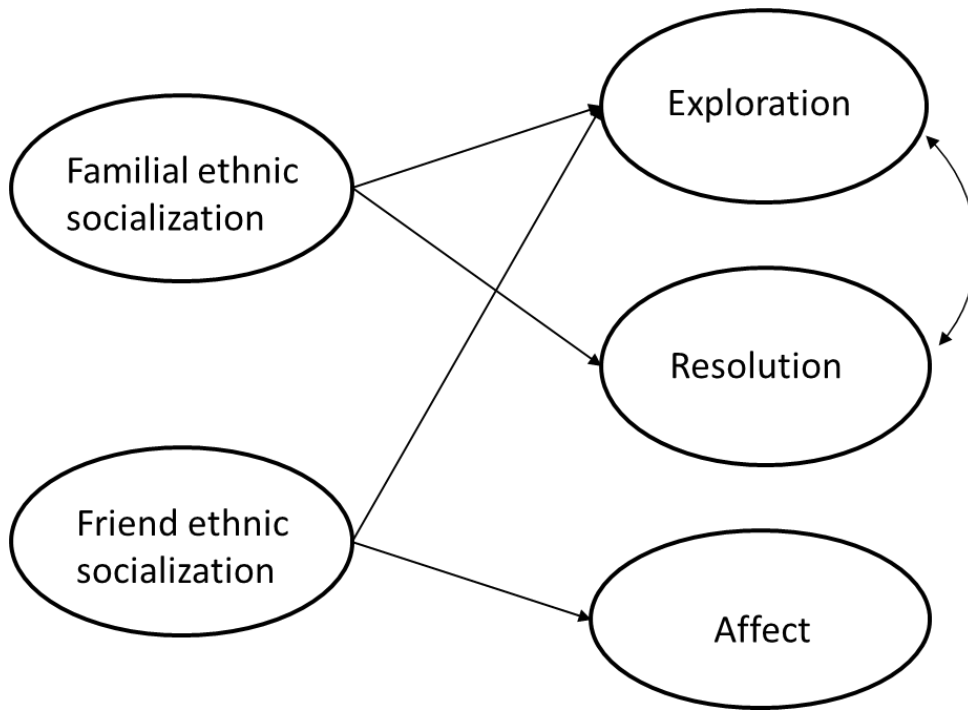 Exploration
Familial ethnic
socialization
Resolution
Friend ethnic
socialization
Affect